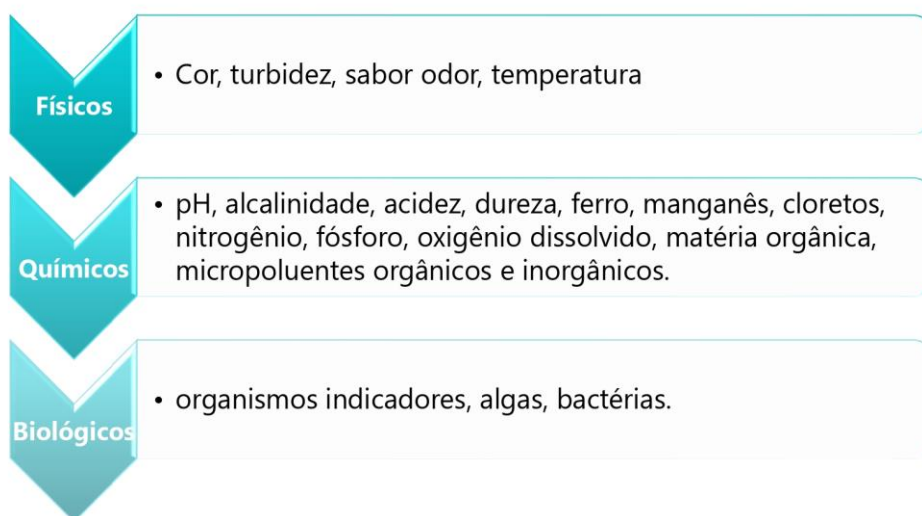 Físicos
• Cor, turbidez, sabor odor, temperatura
Químicos
• pH, alcalinidade, acidez, dureza, ferro, manganês, cloretos,
nitrogênio, fósforo, oxigênio dissolvido, matéria orgânica,
micropoluentes orgânicos e inorgânicos.
Biológicos
• organismos indicadores, algas, bactérias.